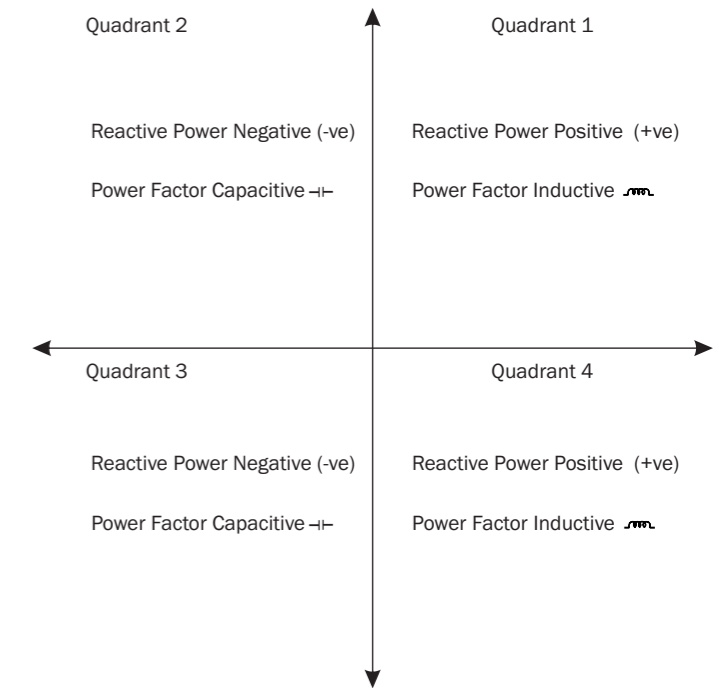 Quadrant 2
Quadrant 1
Reactive Power Negative (-ve)
Reactive Power Positive (+ve)
Power Factor Capacitive
Power Factor Inductive
Quadrant 3
Quadrant 4
Reactive Power Negative (-ve)
Reactive Power Positive (+ve)
Power Factor Capacitive
Power Factor Inductive